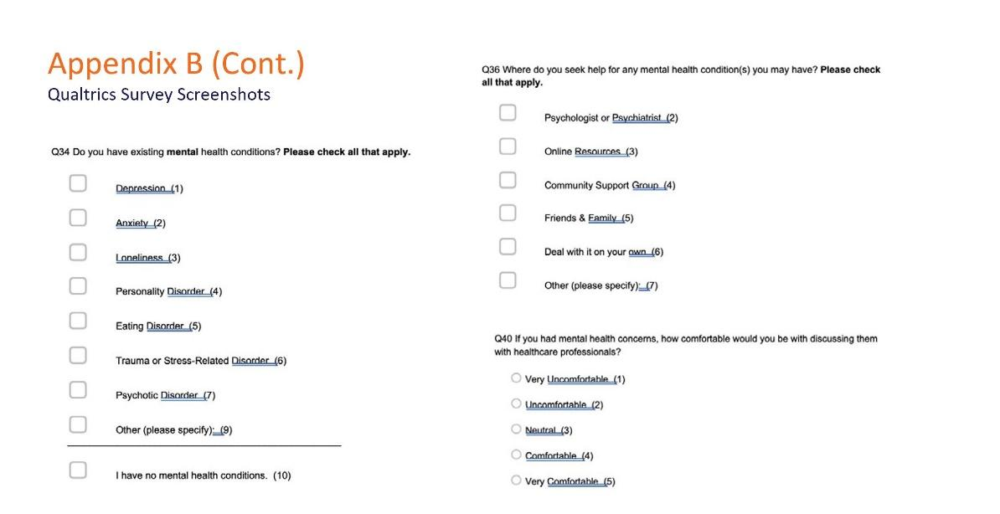 Appendix B (Cont.)
Qualtrics Survey Screenshots
Q34 Do you have existing mental health conditions? Please check all that apply.
Depression (1)
Anxiety (2)
Loneliness (3)
Personality Disorder (4)
Eating Disorder (5)
Trauma or Stress-Related Disorder (6)
Psychotic Disorder (7)
Other (please specify): (9)
I have no mental health conditions. (10)
Q36 Where do you seek help for any mental health condition(s) you may have? Please check
all that apply.
Psychologist or Psychiatrist (2)
Online Resources (3)
Community Support Group (4)
Friends & Family (5)
Deal with it on your own (6)
Other (please specify): (7)
Q40 If you had mental health concerns, how comfortable would you be with discussing them
with healthcare professionals?
Very Uncomfortable (1)
Uncomfortable (2)
Neutral (3)
Comfortable (4)
Very Comfortable (5)